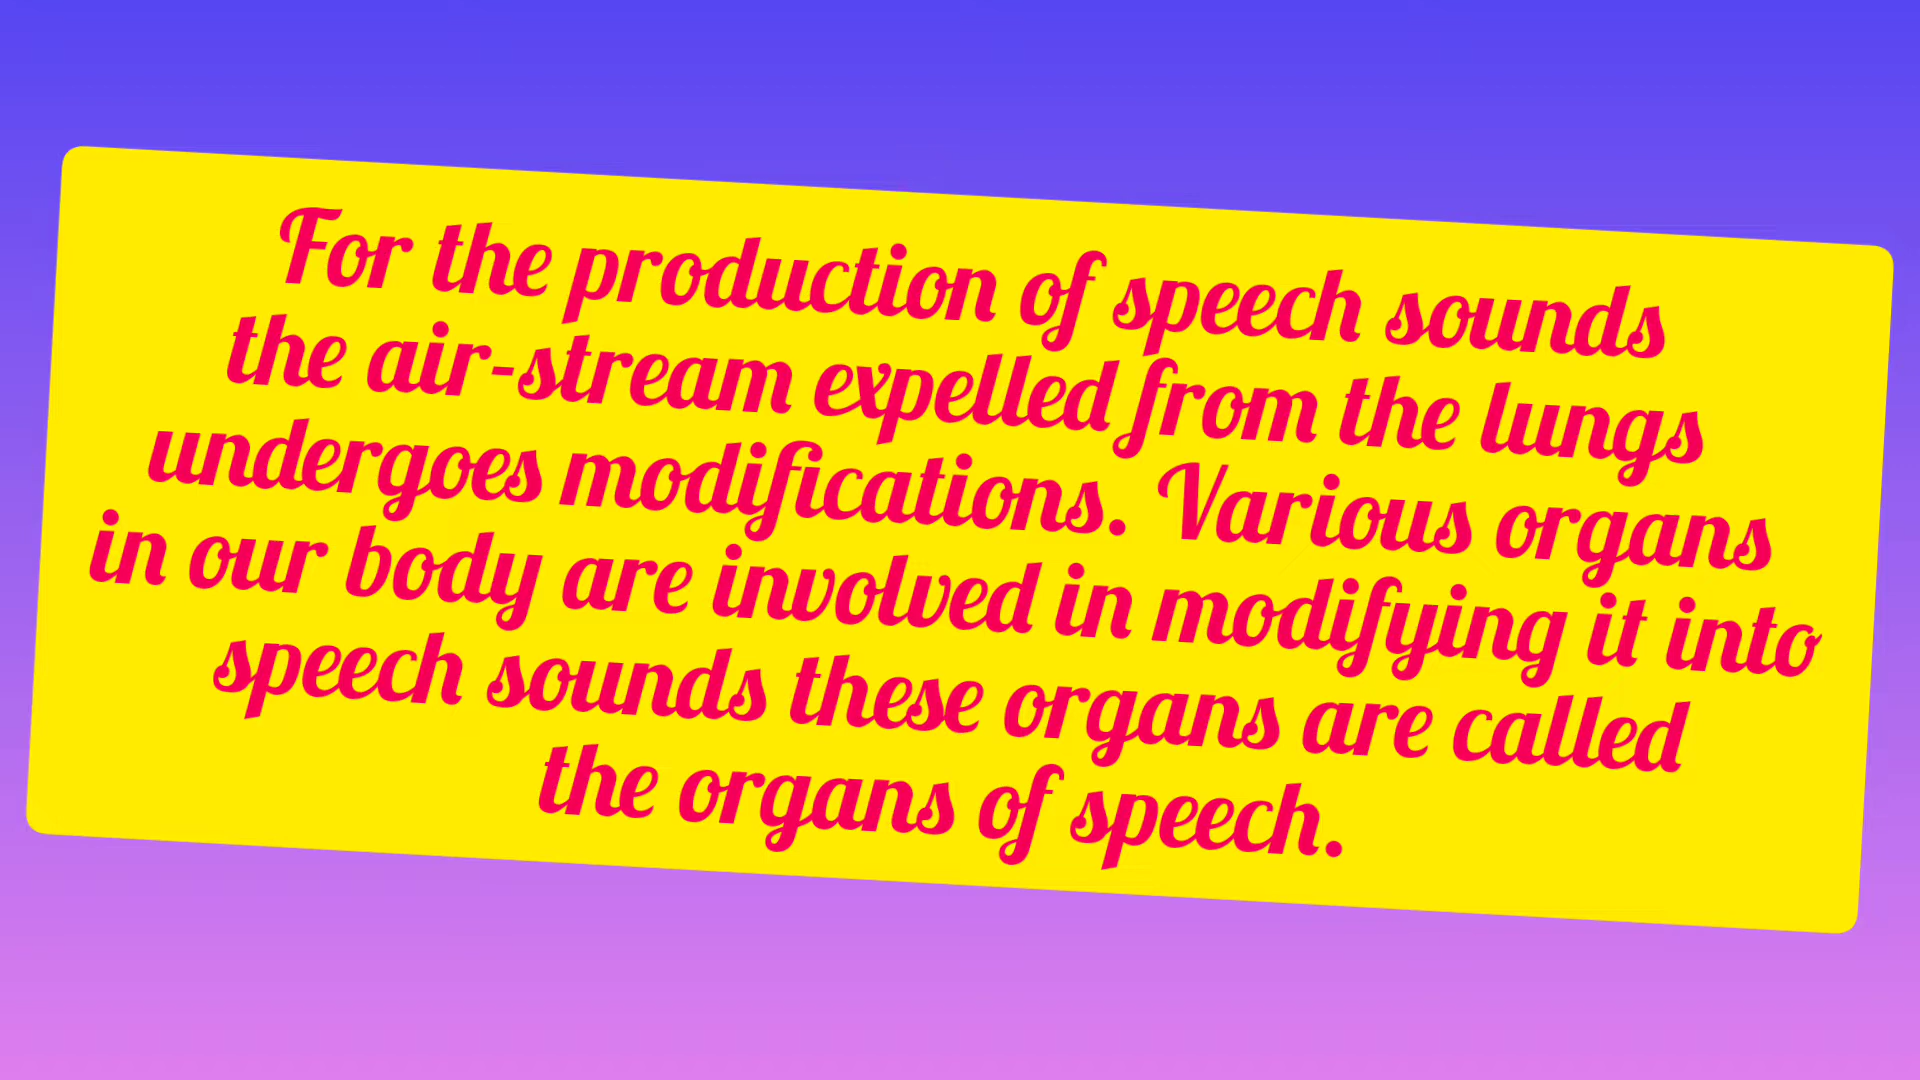 For the production of speech sounds
the air-stream expelled from the lungs
undergoes modifications. Various organs
in our body are involved in modifying it into
speech sounds these organs are called
the organs of speech.